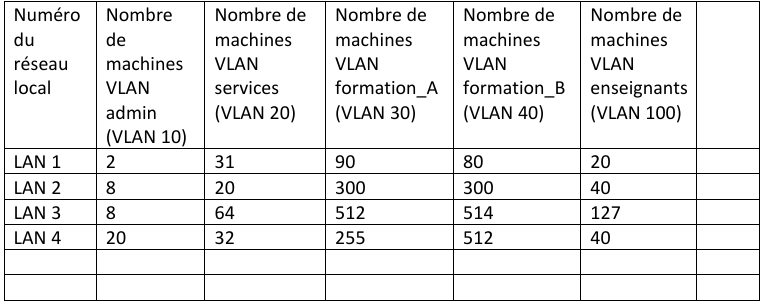 Numéro du réseau local | Nombre de machines VLAN admin (VLAN 10) | Nombre de machines VLAN services (VLAN 20) | Nombre de machines VLAN formation_A (VLAN 30) | Nombre de machines VLAN formation_B (VLAN 40) | Nombre de machines VLAN enseignants (VLAN 100)
LAN 1 | 2 | 31 | 90 | 80 | 20
LAN 2 | 8 | 20 | 300 | 300 | 40
LAN 3 | 8 | 64 | 512 | 514 | 127
LAN 4 | 20 | 32 | 255 | 512 | 40